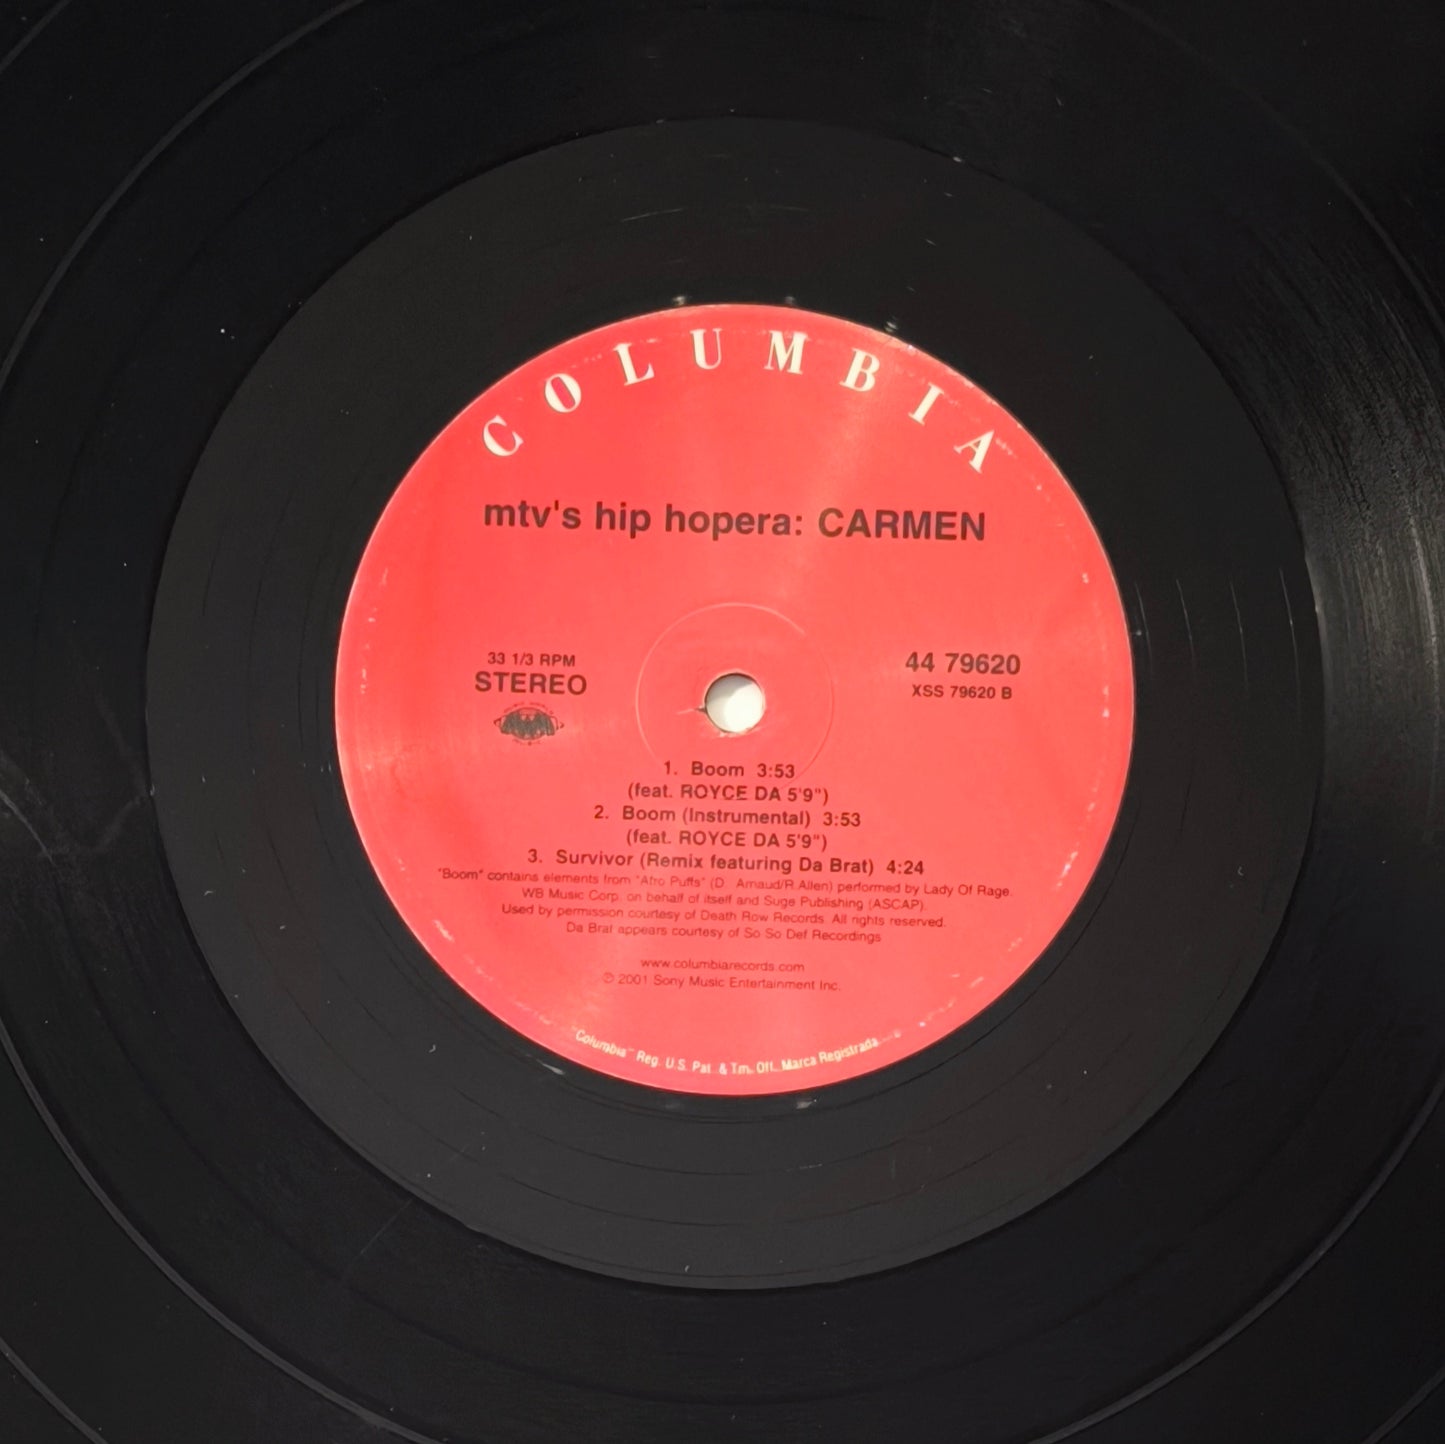 COLUMBIA
mtv's hip hopera: CARMEN
33 1/3 RPM
STEREO
44 79620
XSS 79620 B
1. Boom 3:53
(feat. ROYCE DA 5'9")
2. Boom (Instrumental) 3:53
(feat. ROYCE DA 5'9")
3. Survivor (Remix featuring Da Brat) 4:24
"Boom" contains elements from "Afro Puffs" (D. Arnaud/R.Allen) performed by Lady Of Rage.
WB Music Corp. on behalf of itself and Suge Publishing (ASCAP).
Used by permission courtesy of Death Row Records. All rights reserved.
Da Brat appears courtesy of So So Def Recordings
www.columbiarecords.com
℗ 2001 Sony Music Entertainment Inc.
"Columbia" Reg. U.S. Pat. & Tm. Off. Marca Registrada.